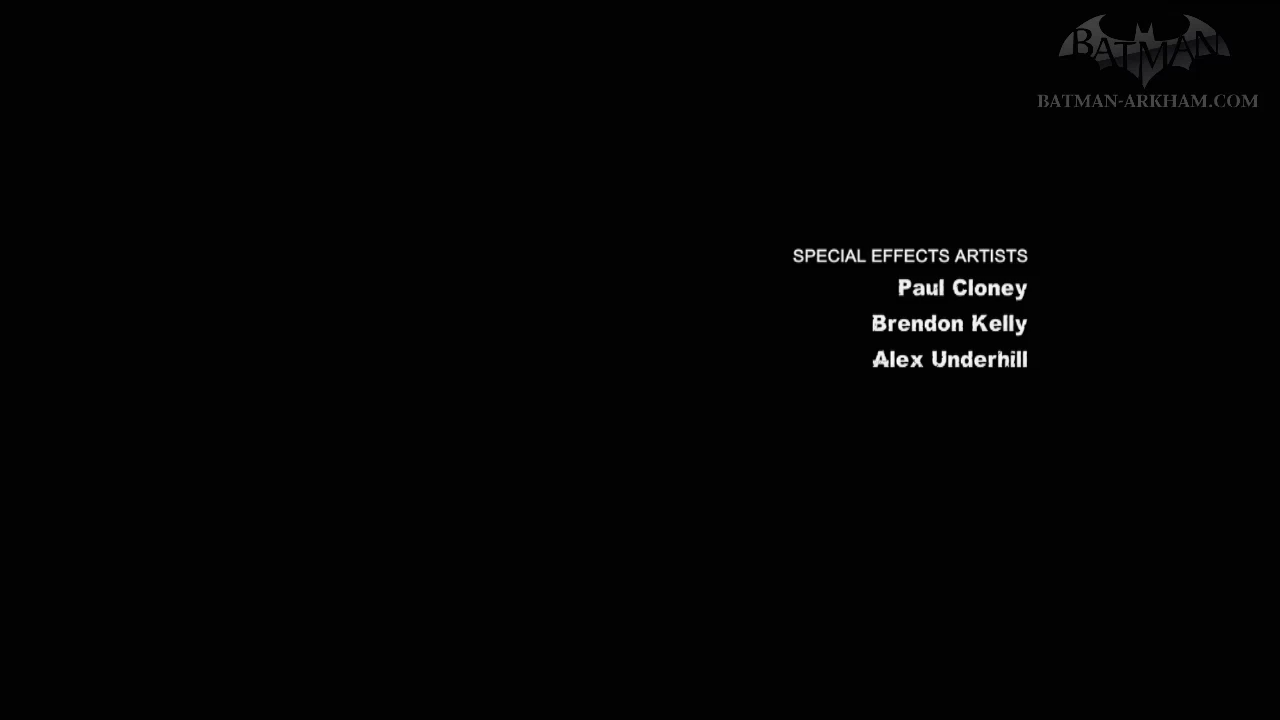 BATMAN
BATMAN-ARKHAM.COM
SPECIAL EFFECTS ARTISTS
Paul Cloney
Brendon Kelly
Alex Underhill